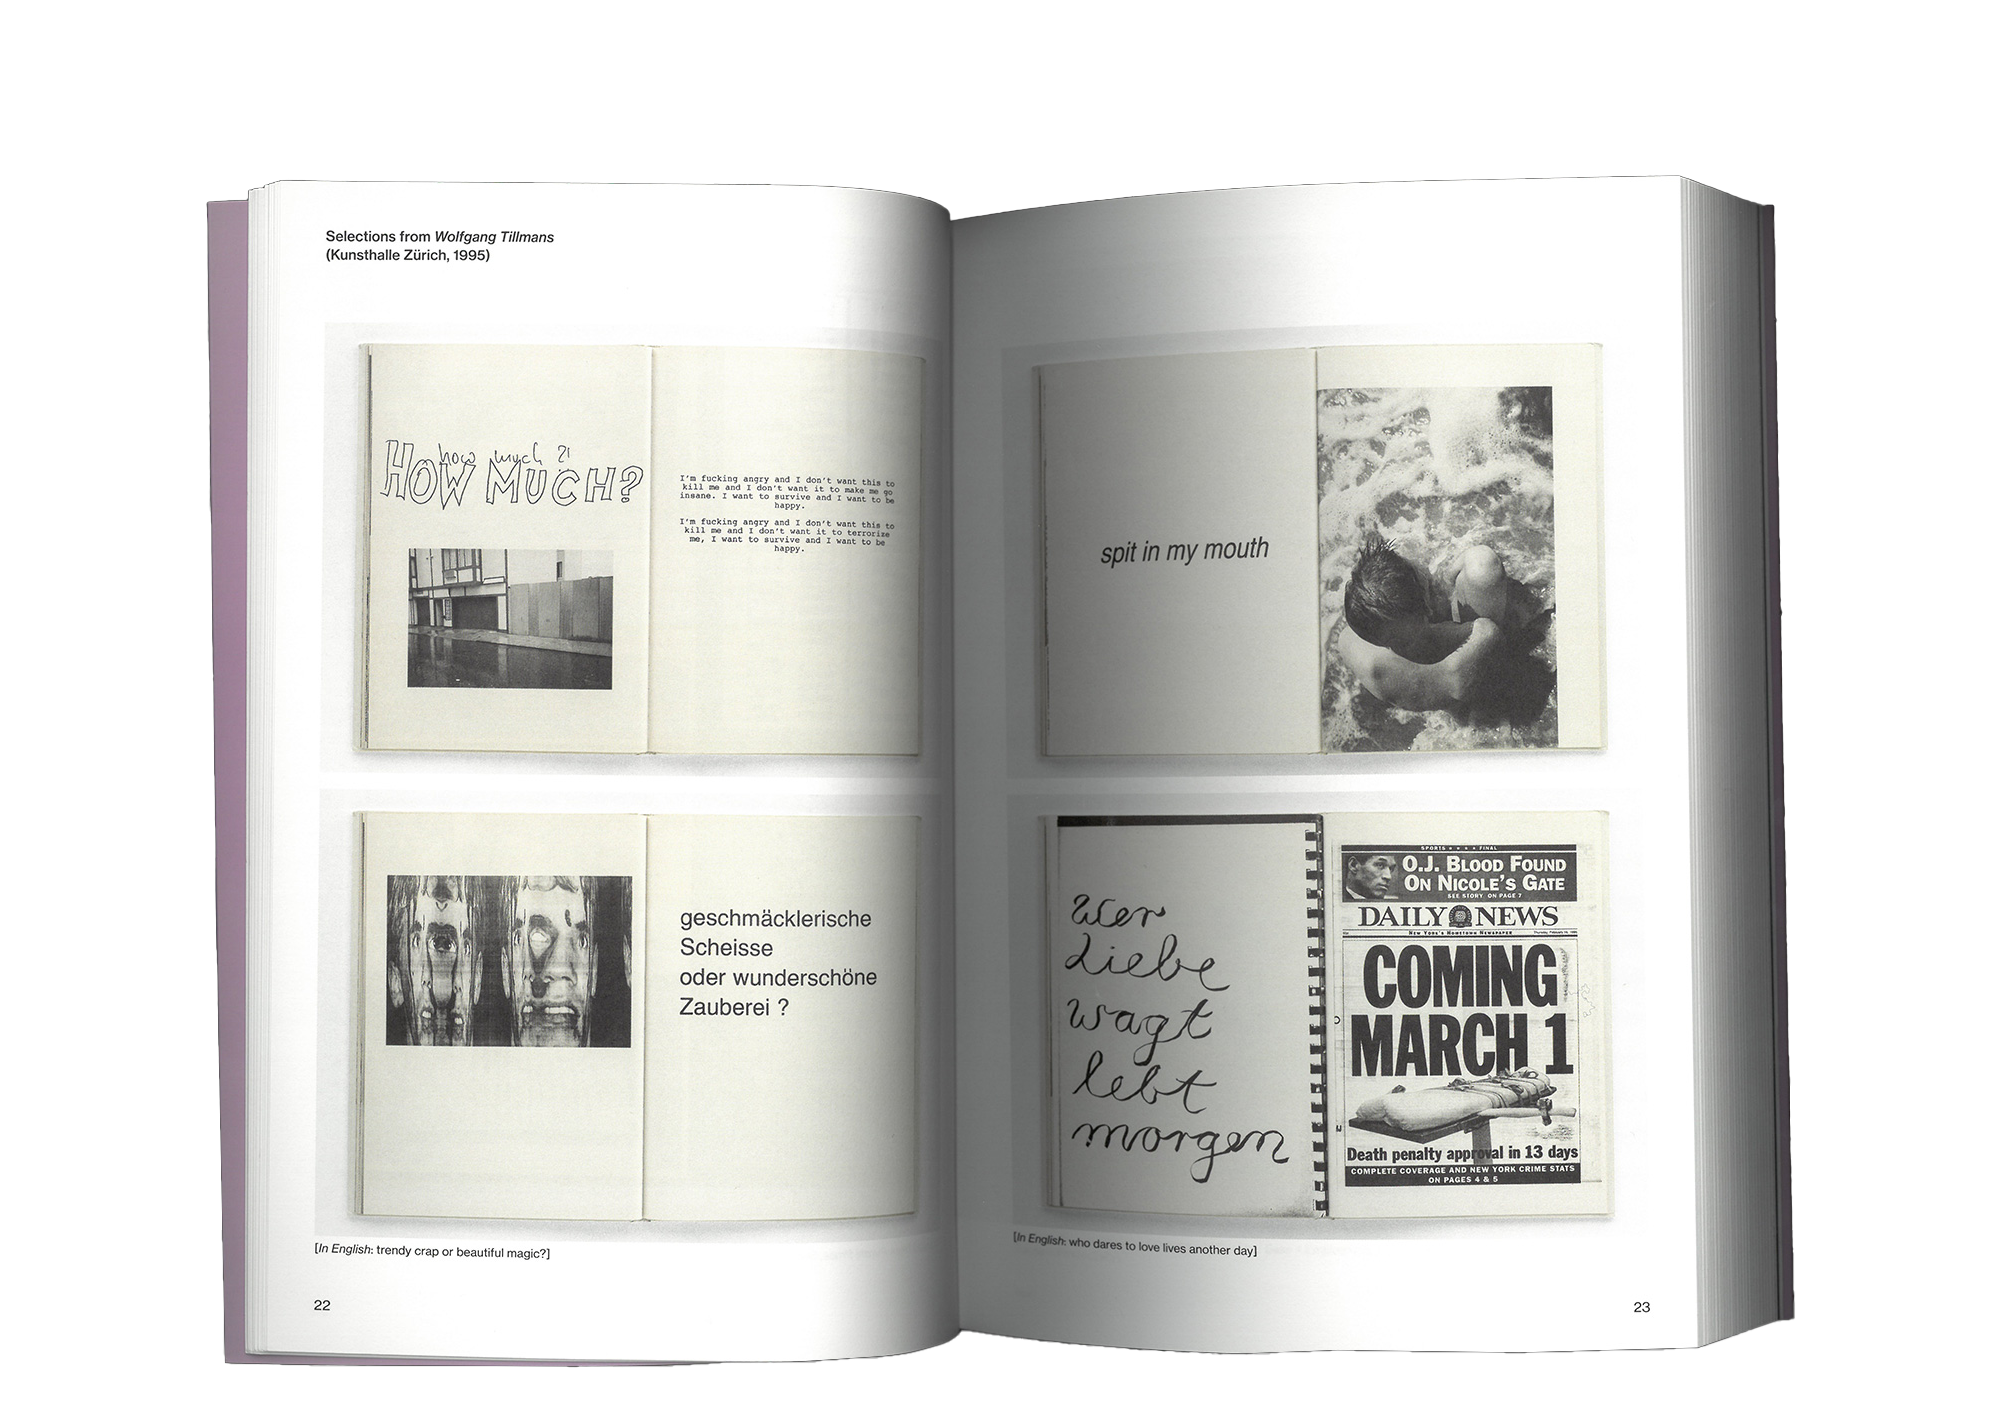 Selections from Wolfgang Tillmans
(Kunsthalle Zürich, 1995)
how much ?!
HOW MUCH?
I'm fucking angry and I don't want this to
kill me and I don't want it to make me go
insane. I want to survive and I want to be
happy.
I'm fucking angry and I don't want this to
kill me and I don't want it to terrorize
me, I want to survive and I want to be
happy.
geschmäcklerische
Scheisse
oder wunderschöne
Zauberei ?
[In English: trendy crap or beautiful magic?]
22
spit in my mouth
wer
Liebe
wagt
lebt
morgen
SPORTS ★ ★ ★ ★ FINAL
O.J. BLOOD FOUND
ON NICOLE'S GATE
SEE STORY ON PAGE 7
DAILY NEWS
NEW YORK'S HOMETOWN NEWSPAPER
COMING
MARCH 1
Death penalty approval in 13 days
COMPLETE COVERAGE AND NEW YORK CRIME STATS
ON PAGES 4 & 5
[In English: who dares to love lives another day]
23